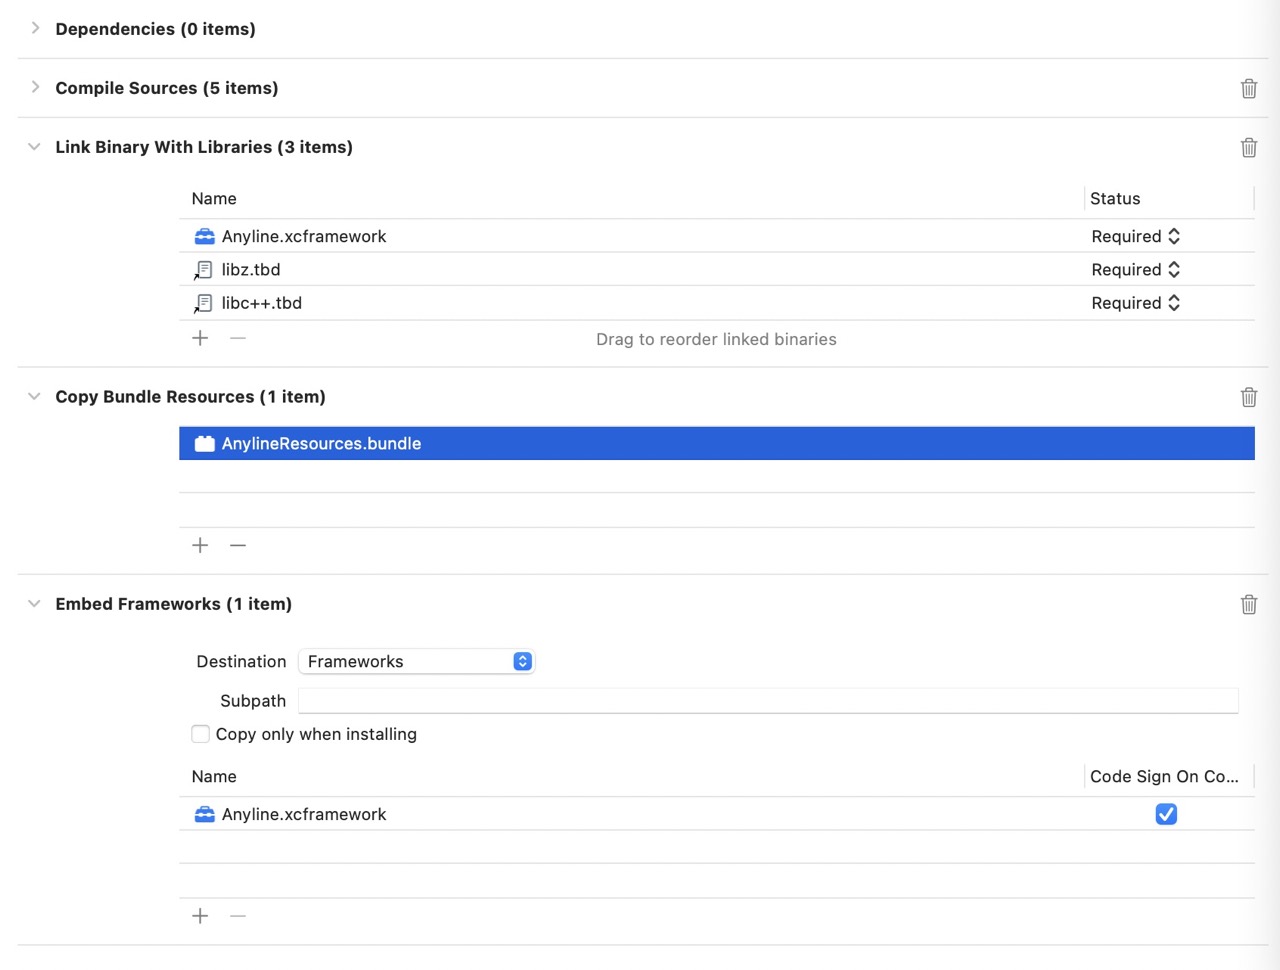 Dependencies (0 items)
Compile Sources (5 items)
Link Binary With Libraries (3 items)
Name Status
Anyline.xcframework Required
libz.tbd Required
libc++.tbd Required
Drag to reorder linked binaries
Copy Bundle Resources (1 item)
AnylineResources.bundle
Embed Frameworks (1 item)
Destination Frameworks
Subpath
Copy only when installing
Name Code Sign On Co...
Anyline.xcframework